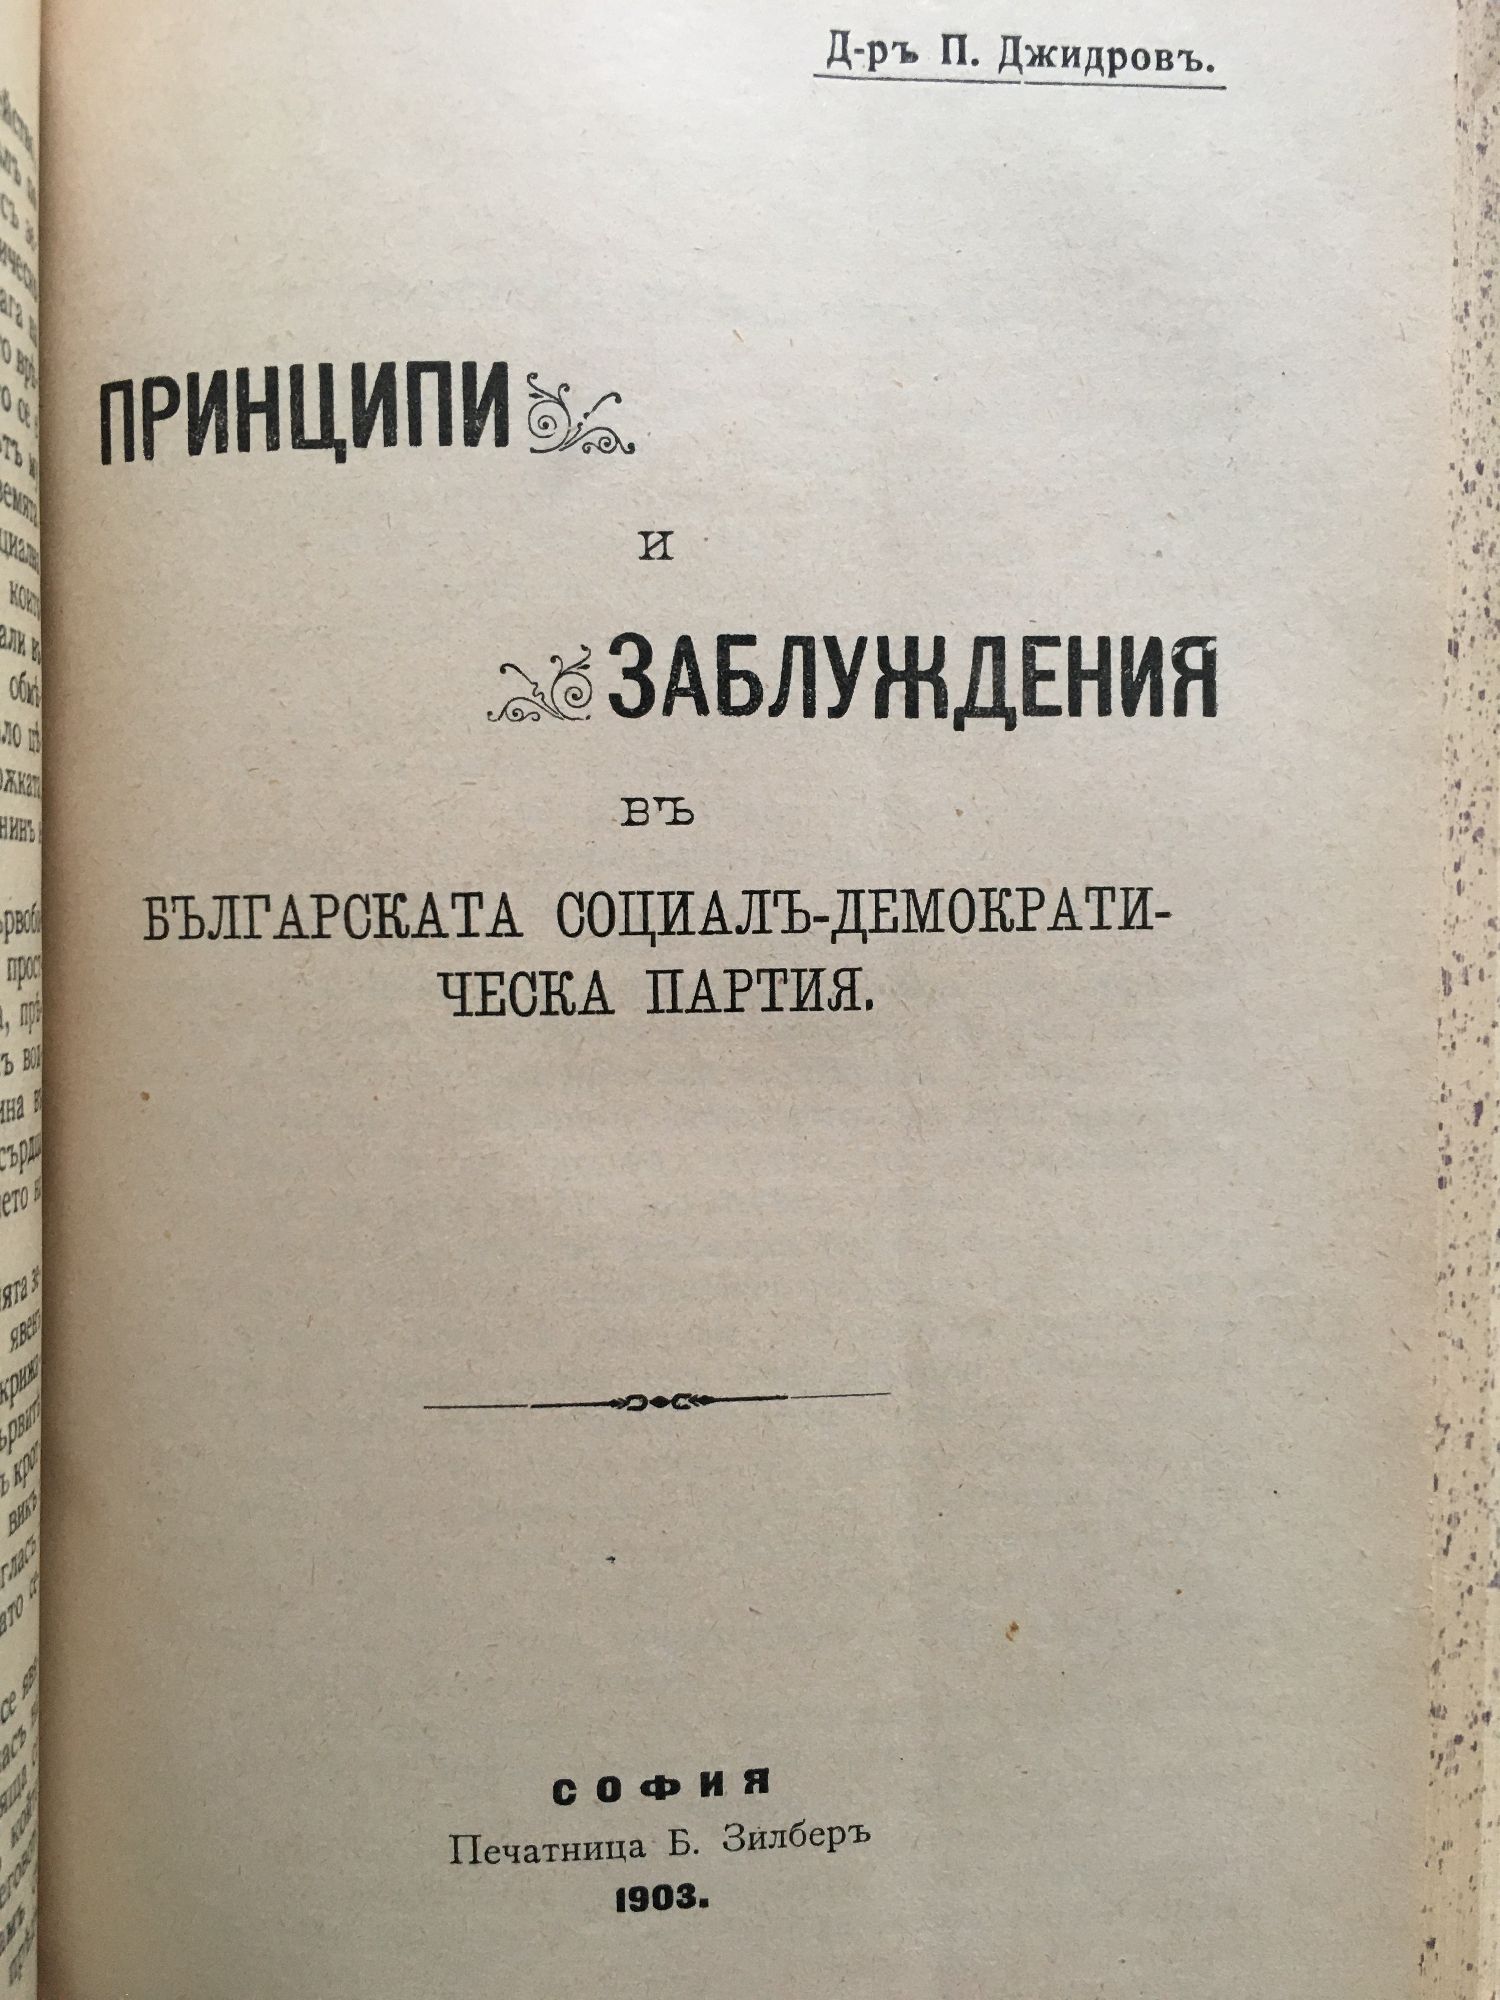 Д-ръ П. Джидровъ.
ПРИНЦИПИ
и
ЗАБЛУЖДЕНИЯ
въ
БЪЛГАРСКАТА СОЦИАЛЪ-ДЕМОКРАТИ-
ЧЕСКА ПАРТИЯ.
СОФИЯ
Печатница Б. Зилберъ
1903.